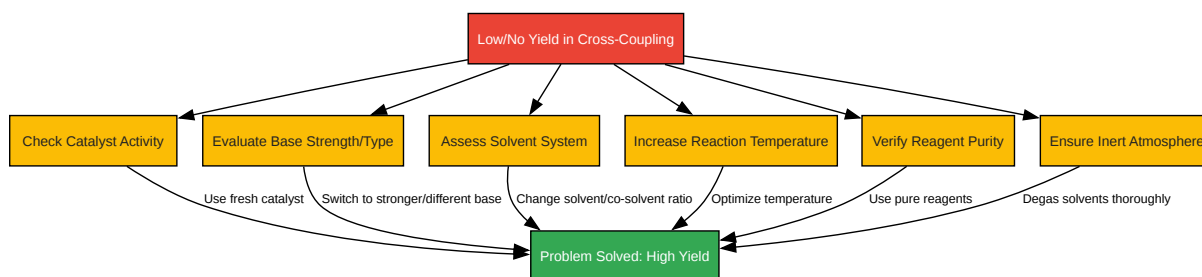 Low/No Yield in Cross-Coupling
Check Catalyst Activity
Evaluate Base Strength/Type
Assess Solvent System
Increase Reaction Temperature
Verify Reagent Purity
Ensure Inert Atmosphere
Use fresh catalyst
Switch to stronger/different base
Change solvent/co-solvent ratio
Optimize temperature
Use pure reagents
Degas solvents thoroughly
Problem Solved: High Yield